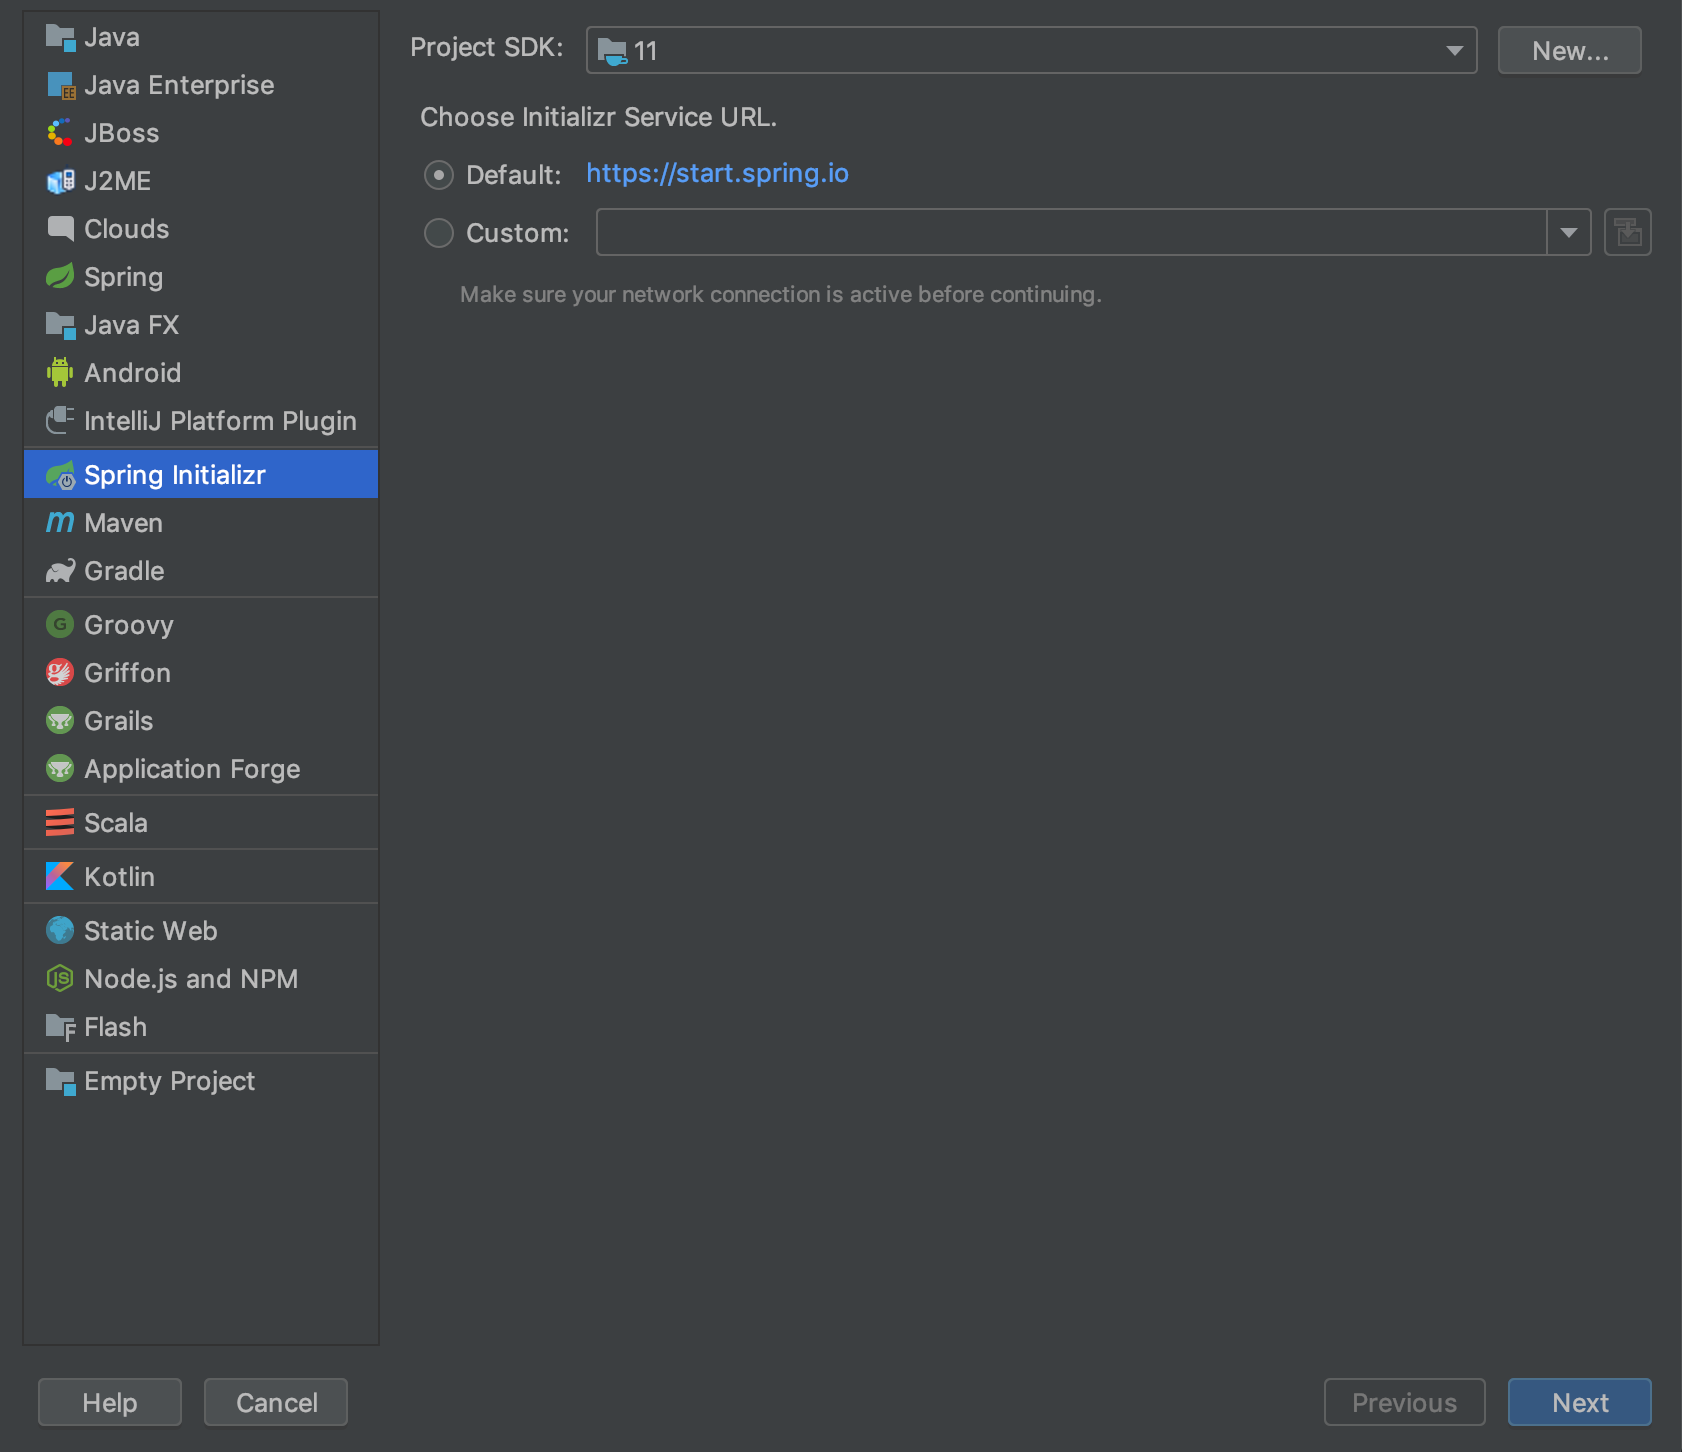 Java
Java Enterprise
JBoss
J2ME
Clouds
Spring
Java FX
Android
IntelliJ Platform Plugin
Spring Initializr
Maven
Gradle
Groovy
Griffon
Grails
Application Forge
Scala
Kotlin
Static Web
Node.js and NPM
Flash
Empty Project
Project SDK: 11 New...
Choose Initializr Service URL.
Default: https://start.spring.io
Custom:
Make sure your network connection is active before continuing.
Help Cancel Previous Next